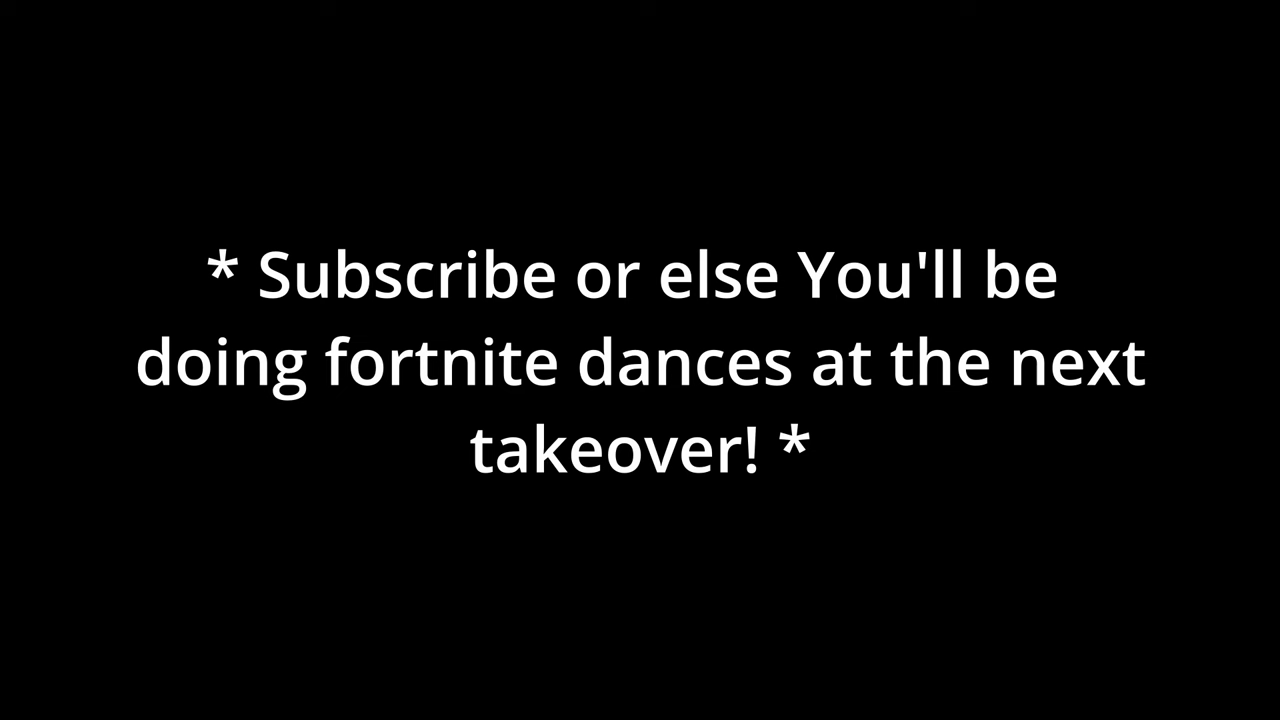 * Subscribe or else You'll be
doing fortnite dances at the next
takeover! *